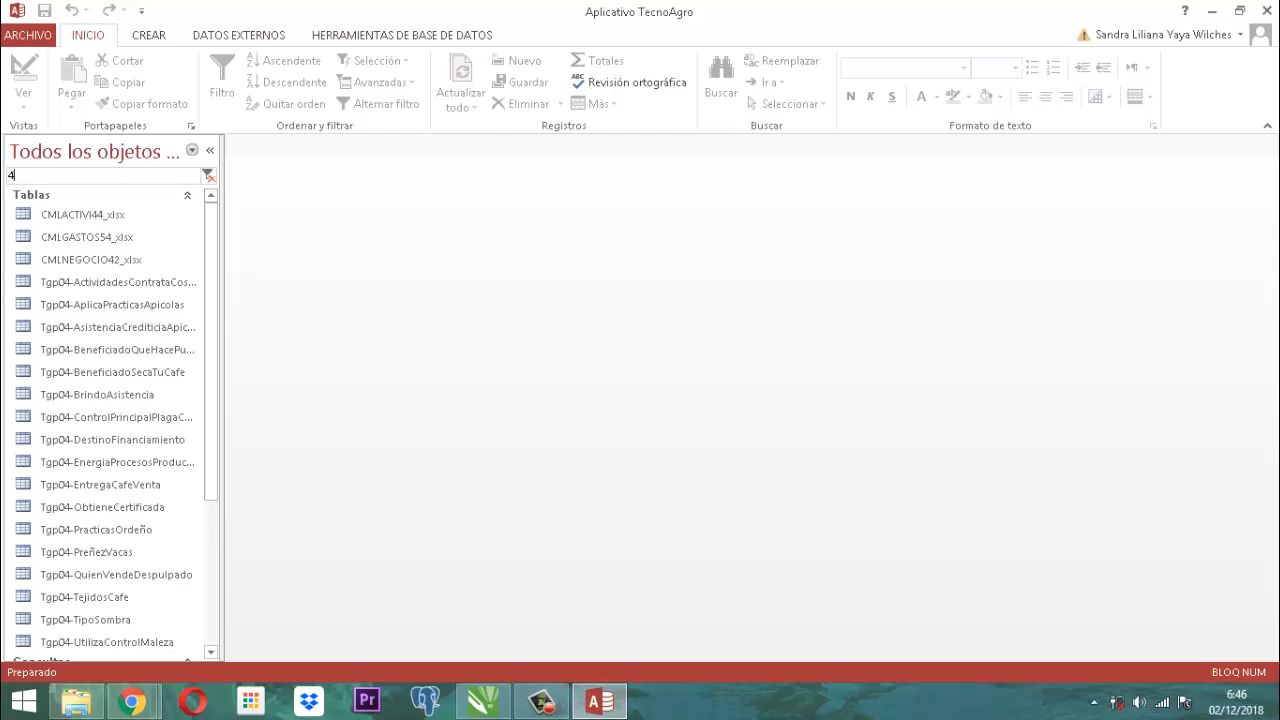 Aplicativo TecnoAgro
?
ARCHIVO INICIO CREAR DATOS EXTERNOS HERRAMIENTAS DE BASE DE DATOS Sandra Liliana Yaya Wilches
Ver
Vistas
Pegar
Cortar
Copiar
Copiar formato
Portapapeles
Filtro
Ascendente
Descendente
Quitar orden
Selección
Avanzadas
Alternar filtro
Ordenar y filtrar
Actualizar
todo
Nuevo
Guardar
Eliminar
Totales
Revisión ortográfica
Más
Registros
Buscar
Reemplazar
Ir a
Seleccionar
Buscar
N K S A
Formato de texto
Todos los objetos ...
4
Tablas
CMLACTIVI44_xlsx
CMLGASTOS54_xlsx
CMLNEGOCIO42_xlsx
Tgp04-ActividadesContrataCos...
Tgp04-AplicaPracticasApicolas
Tgp04-AsistenciaCrediticiaApic...
Tgp04-BeneficiadoQueHacePu...
Tgp04-BeneficiadoSecaTuCafe
Tgp04-BrindoAsistencia
Tgp04-ControlPrincipalPlagaC...
Tgp04-DestinoFinanciamiento
Tgp04-EnergiaProcesosProduc...
Tgp04-EntregaCafeVenta
Tgp04-ObtieneCertificada
Tgp04-PracticasOrdeño
Tgp04-PreñezVacas
Tgp04-QuienVendeDespulpado
Tgp04-TejidosCafe
Tgp04-TipoSombra
Tgp04-UtilizaControlMaleza
Consultas
Preparado BLOQ NUM
Pr
6:46
02/12/2018